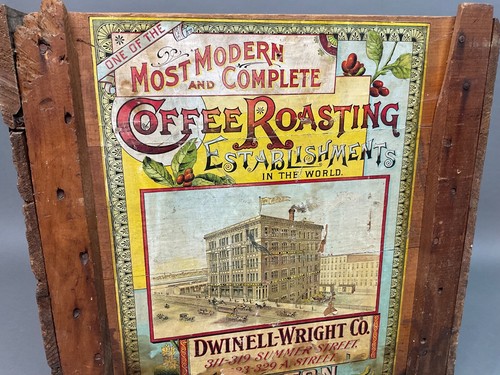 ONE OF THE
MOST MODERN
AND COMPLETE
COFFEE ROASTING
ESTABLISHMENTS
IN THE WORLD.
DWINELL-WRIGHT CO.
311-319 SUMMER STREET,
329 A. STREET